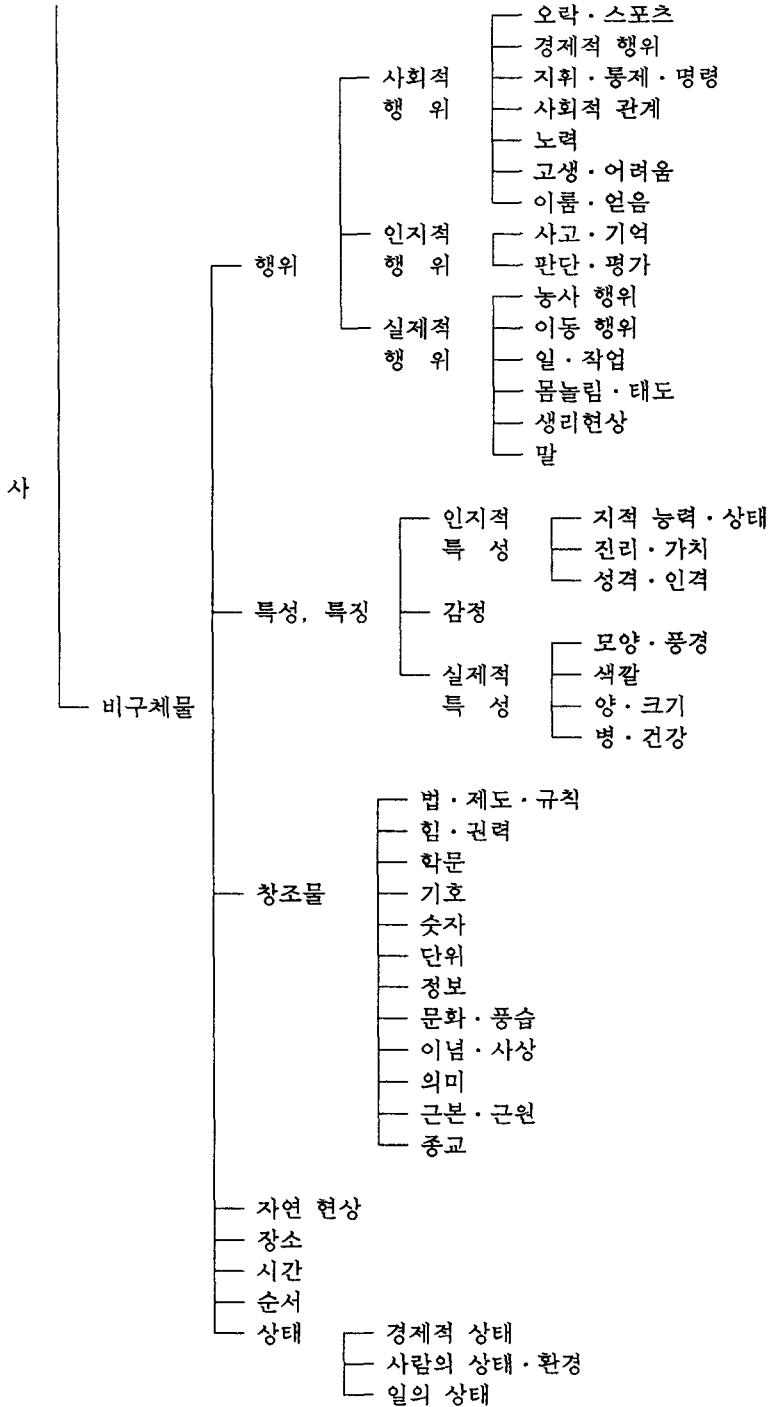 오락·스포츠
경제적 행위
사회적 지휘·통제·명령
행 위 사회적 관계
노력
고생·어려움
이룸·얻음
인지적 사고·기억
행위 행 위 판단·평가
농사 행위
실제적 이동 행위
행 위 일·작업
몸놀림·태도
생리현상
말
사
인지적 지적 능력·상태
특 성 진리·가치
성격·인격
특성, 특징 감정
모양·풍경
실제적 색깔
비구체물 특 성 양·크기
병·건강
법·제도·규칙
힘·권력
학문
창조물 기호
숫자
단위
정보
문화·풍습
이념·사상
의미
근본·근원
종교
자연 현상
장소
시간
순서
상태 경제적 상태
사람의 상태·환경
일의 상태